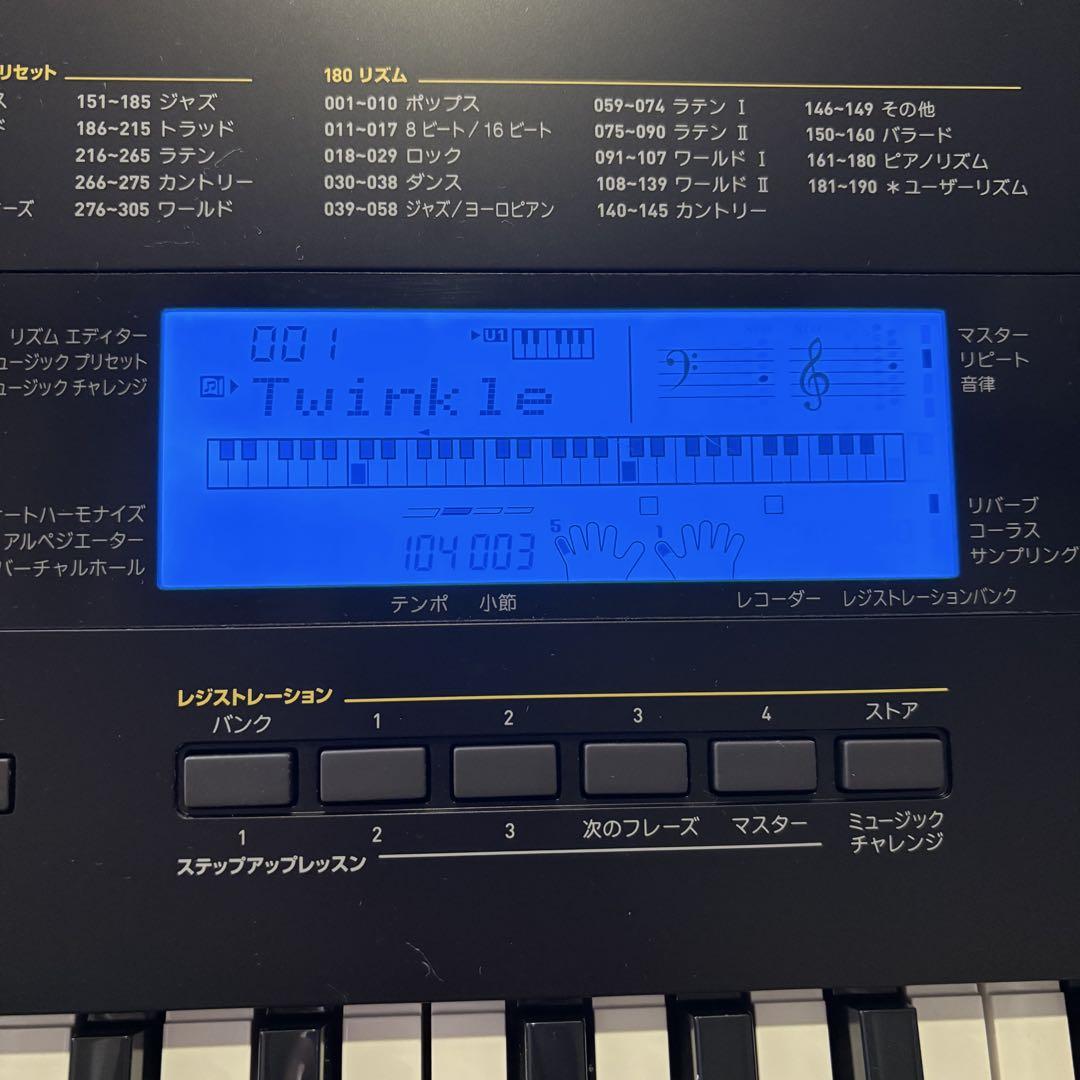 リセット
180 リズム
151~185 ジャズ
186~215 トラッド
216~265 ラテン
266~275 カントリー
276~305 ワールド
001~010 ポップス
011~017 8 ビート / 16 ビート
018~029 ロック
030~038 ダンス
039~058 ジャズ/ヨーロピアン
059~074 ラテン Ⅰ
075~090 ラテン Ⅱ
091~107 ワールド Ⅰ
108~139 ワールド Ⅱ
140~145 カントリー
146~149 その他
150~160 バラード
161~180 ピアノリズム
181~190 *ユーザーリズム
リズム エディター
ュージック プリセット
ュージック チャレンジ
001
U1
Twinkle
マスター
リピート
音律
ートハーモナイズ
アルペジエーター
バーチャルホール
5
1
104 003
リバーブ
コーラス
サンプリング
テンポ 小節
レコーダー レジストレーションバンク
レジストレーション
バンク 1 2 3 4 ストア
1 2 3 次のフレーズ マスター ミュージック
チャレンジ
ステップアップレッスン